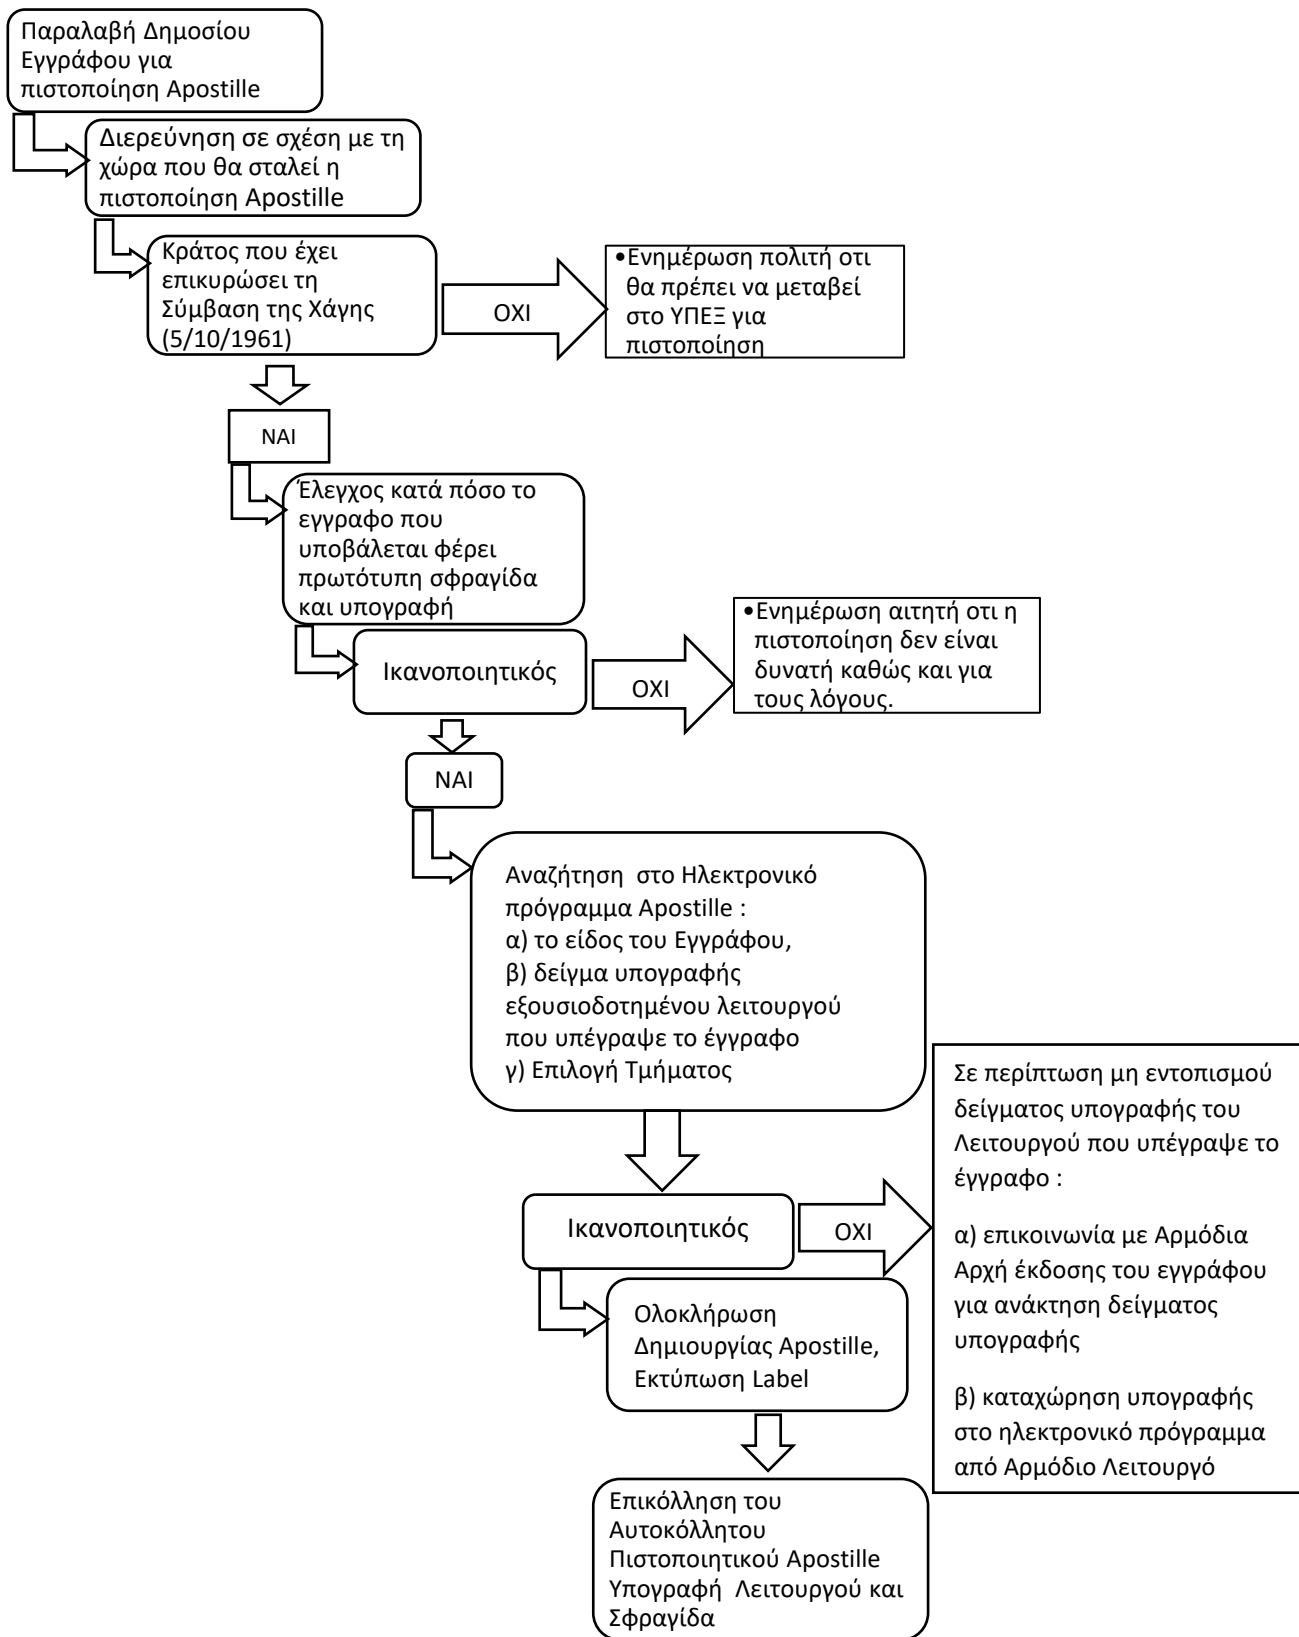 Παραλαβή Δημοσίου
Εγγράφου για
πιστοποίηση Apostille
Διερεύνηση σε σχέση με τη
χώρα που θα σταλεί η
πιστοποίηση Apostille
Κράτος που έχει
επικυρώσει τη
Σύμβαση της Χάγης
(5/10/1961)
ΟΧΙ
•Ενημέρωση πολιτή οτι
θα πρέπει να μεταβεί
στο ΥΠΕΞ για
πιστοποίηση
ΝΑΙ
Έλεγχος κατά πόσο το
εγγραφο που
υποβάλεται φέρει
πρωτότυπη σφραγίδα
και υπογραφή
Ικανοποιητικός
ΟΧΙ
•Ενημέρωση αιτητή οτι η
πιστοποίηση δεν είναι
δυνατή καθώς και για
τους λόγους.
ΝΑΙ
Αναζήτηση στο Ηλεκτρονικό
πρόγραμμα Apostille :
α) το είδος του Εγγράφου,
β) δείγμα υπογραφής
εξουσιοδοτημένου λειτουργού
που υπέγραψε το έγγραφο
γ) Επιλογή Τμήματος
Ικανοποιητικός
ΟΧΙ
Σε περίπτωση μη εντοπισμού
δείγματος υπογραφής του
Λειτουργού που υπέγραψε το
έγγραφο :
α) επικοινωνία με Αρμόδια
Αρχή έκδοσης του εγγράφου
για ανάκτηση δείγματος
υπογραφής
β) καταχώρηση υπογραφής
στο ηλεκτρονικό πρόγραμμα
από Αρμόδιο Λειτουργό
Ολοκλήρωση
Δημιουργίας Apostille,
Εκτύπωση Label
Επικόλληση του
Αυτοκόλλητου
Πιστοποιητικού Apostille
Υπογραφή Λειτουργού και
Σφραγίδα